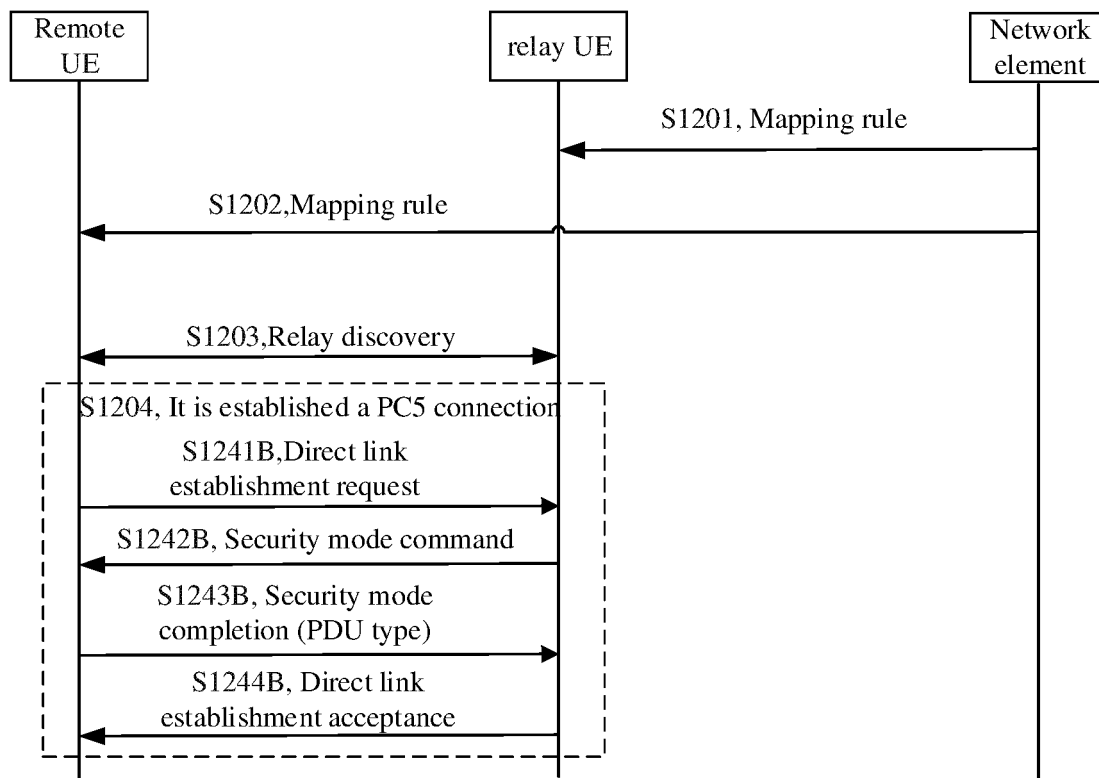 Remote
UE
relay UE
Network
element
S1201, Mapping rule
S1202,Mapping rule
S1203,Relay discovery
S1204, It is established a PC5 connection
S1241B,Direct link
establishment request
S1242B, Security mode command
S1243B, Security mode
completion (PDU type)
S1244B, Direct link
establishment acceptance